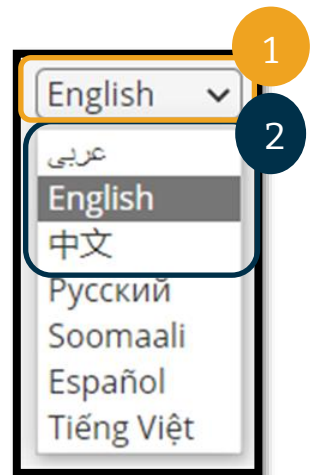 1
English
2
عربى
English
中文
Русский
Soomaali
Español
Tiếng Việt